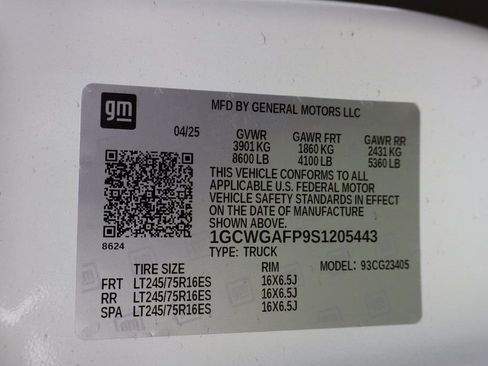 gm
MFD BY GENERAL MOTORS LLC
04/25 GVWR GAWR FRT GAWR RR
3901 KG 1860 KG 2431 KG
8600 LB 4100 LB 5360 LB
THIS VEHICLE CONFORMS TO ALL
APPLICABLE U.S. FEDERAL MOTOR
VEHICLE SAFETY STANDARDS IN EFFECT
ON THE DATE OF MANUFACTURE
SHOWN ABOVE.
8624
1GCWGAFP9S1205443
TYPE: TRUCK
TIRE SIZE RIM MODEL: 93CG23405
FRT LT245/75R16ES 16X6.5J
RR LT245/75R16ES 16X6.5J
SPA LT245/75R16ES 16X6.5J